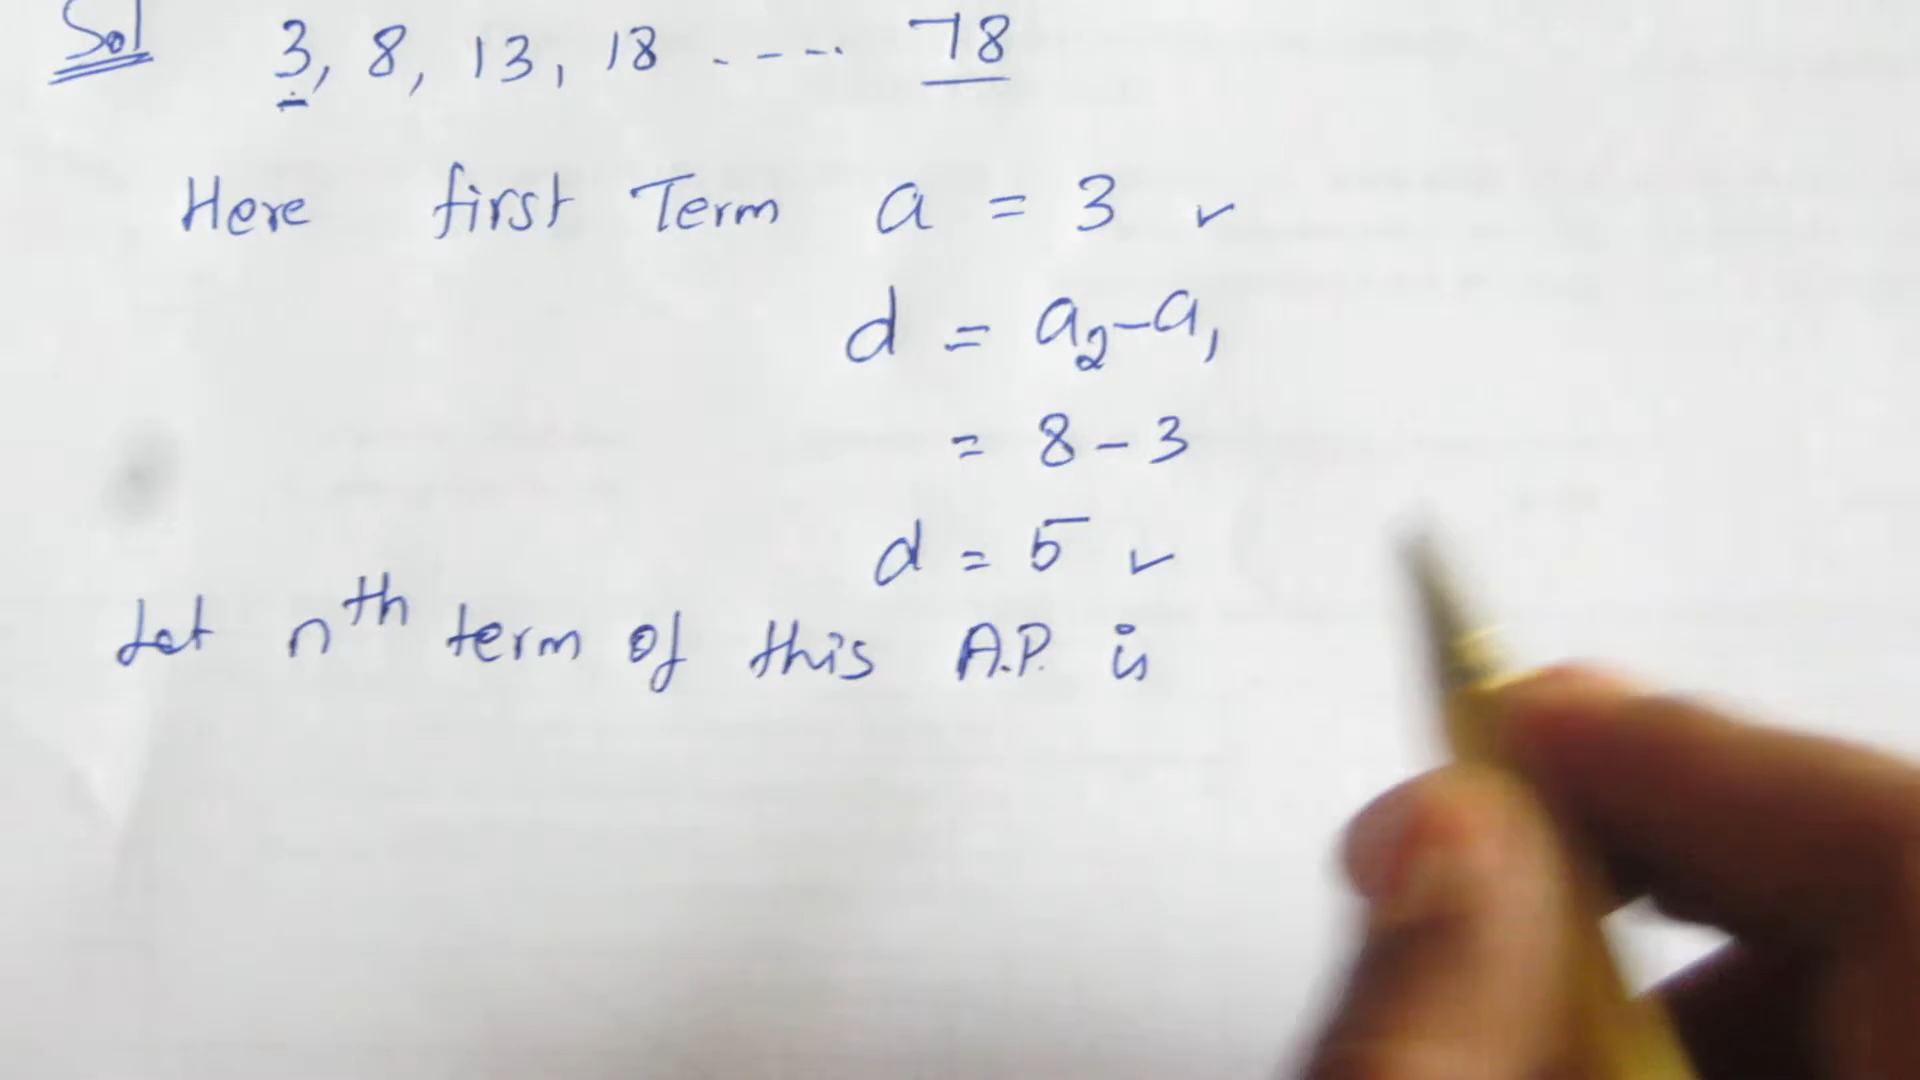 Sol 3, 8, 13, 18 ..... 78
Here first Term a = 3 ✓
d = a₂-a₁
= 8-3
d = 5 ✓
Let nᵗʰ term of this A.P. is